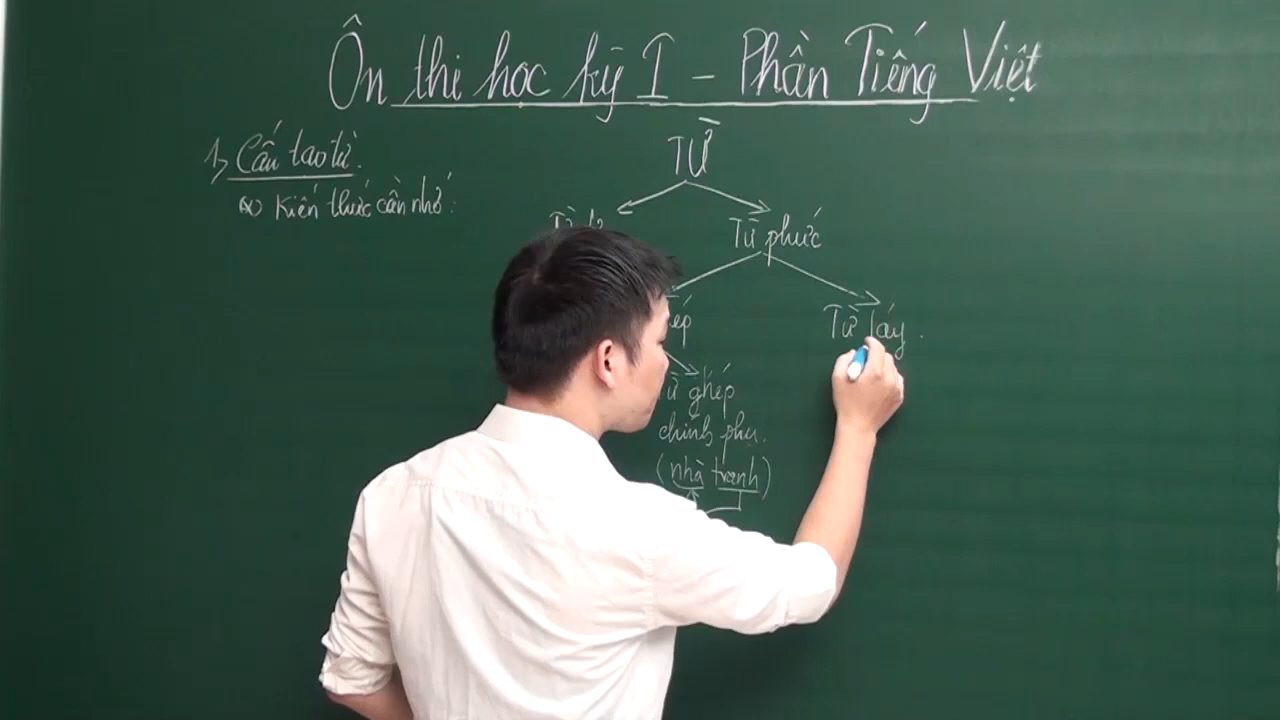 Ôn thi học kỳ I - Phần Tiếng Việt
1, Cấu tạo từ.
Kiến thức cần nhớ:
TỪ
Từ
Từ phức
Từ láy.
ghép
chính phụ.
(nhà tranh)